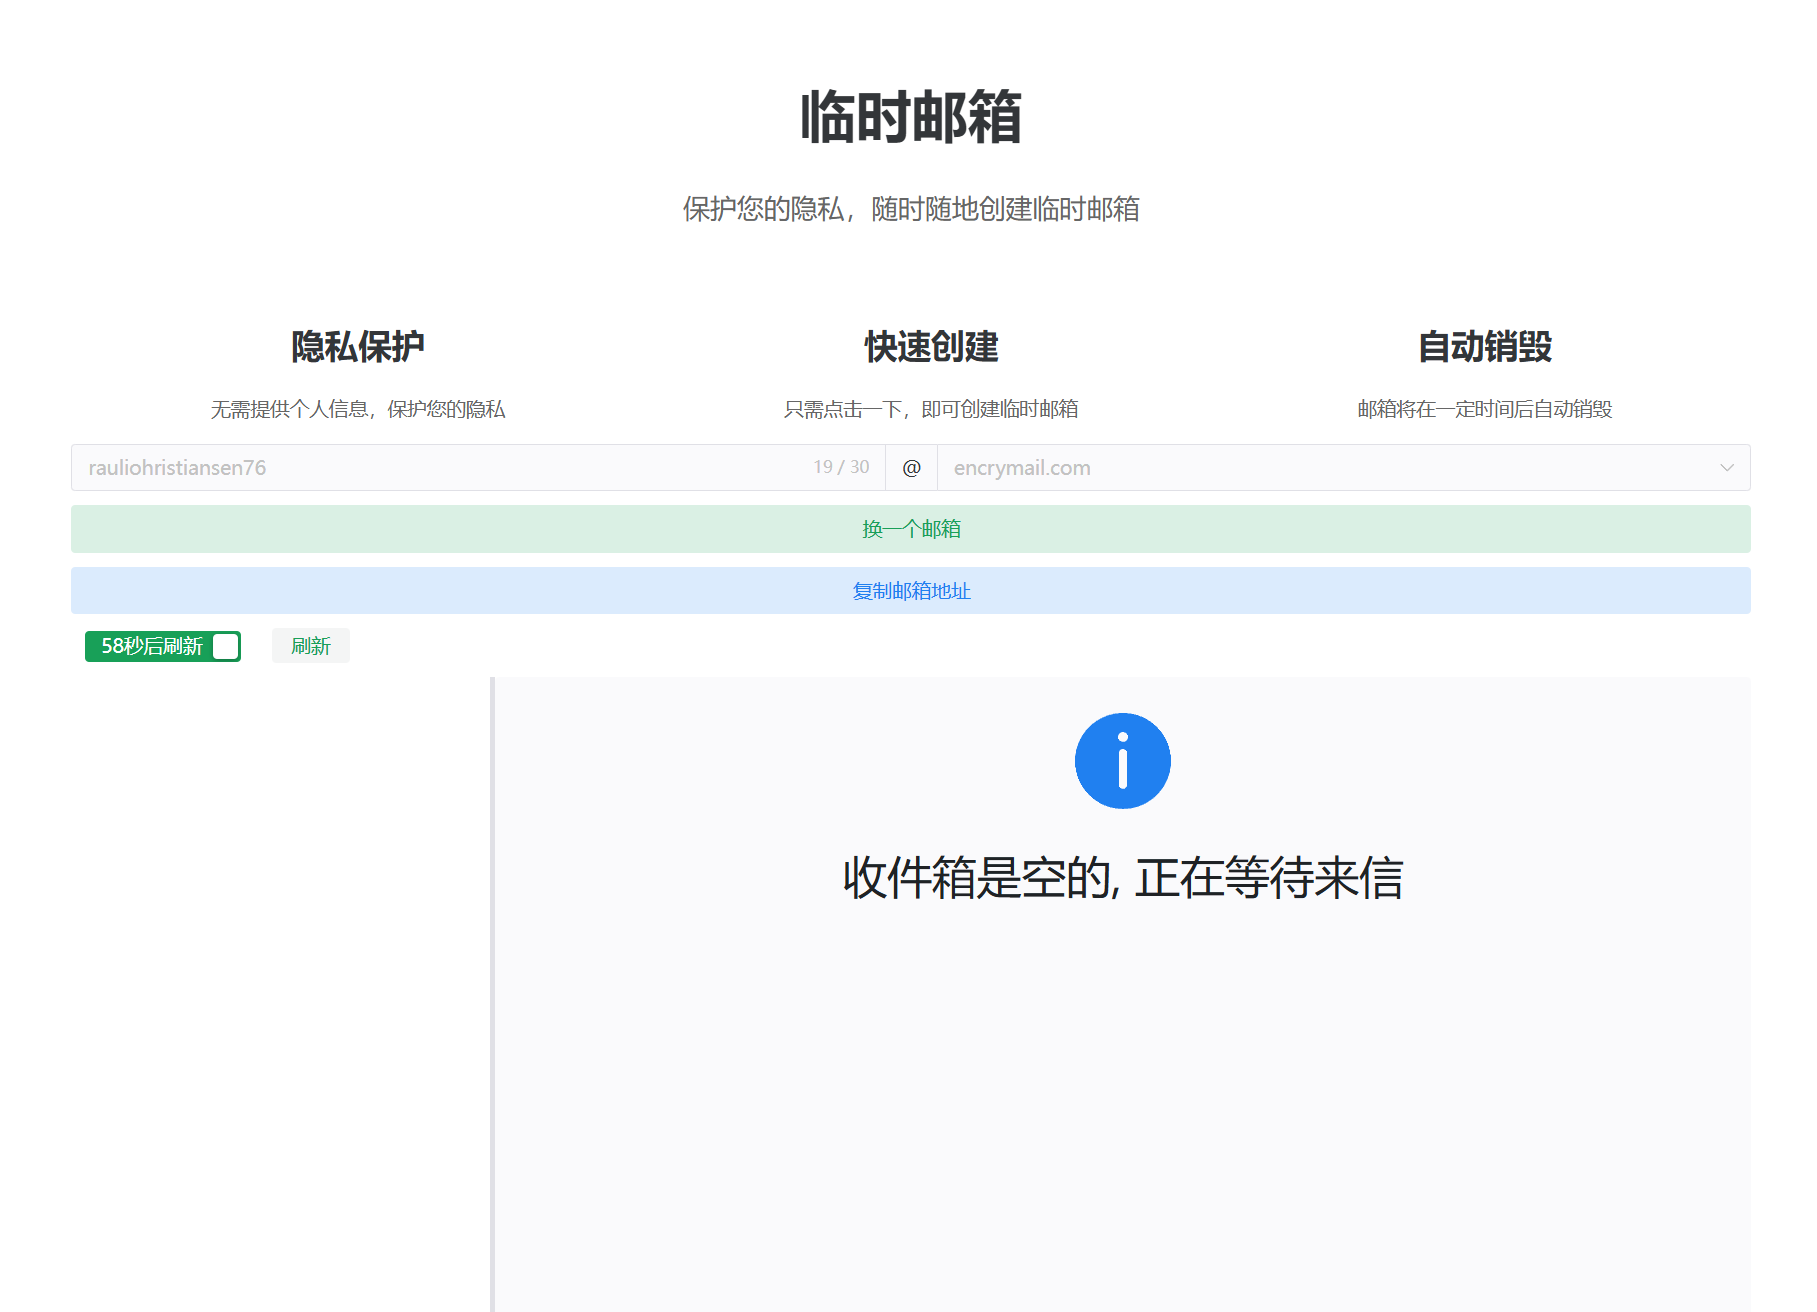 临时邮箱
保护您的隐私，随时随地创建临时邮箱
隐私保护
无需提供个人信息，保护您的隐私
快速创建
只需点击一下，即可创建临时邮箱
自动销毁
邮箱将在一定时间后自动销毁
rauliohristiansen76 19 / 30 @ encrymail.com
换一个邮箱
复制邮箱地址
58秒后刷新 刷新
收件箱是空的, 正在等待来信